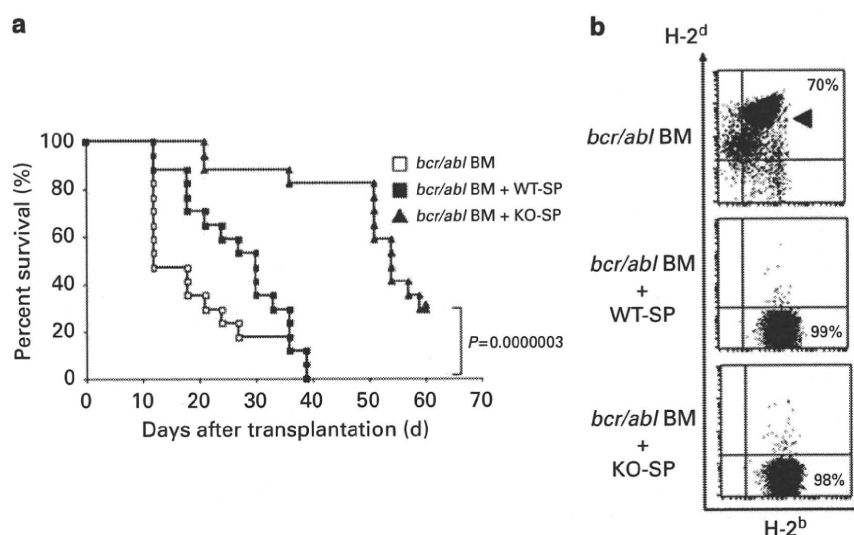 a
Percent survival (%)
100
80
60
40
20
0
0 10 20 30 40 50 60 70
Days after transplantation (d)
bcr/abl BM
bcr/abl BM + WT-SP
bcr/abl BM + KO-SP
P=0.0000003
b
H-2d
bcr/abl BM
70%
bcr/abl BM
+
WT-SP
99%
bcr/abl BM
+
KO-SP
98%
H-2b